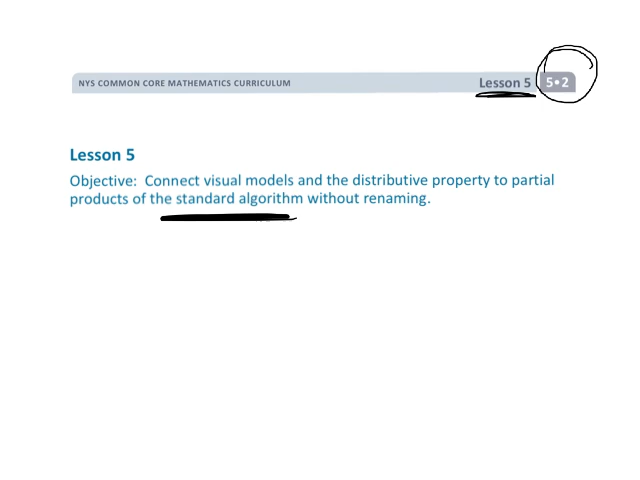 NYS COMMON CORE MATHEMATICS CURRICULUM Lesson 5 5•2
Lesson 5
Objective: Connect visual models and the distributive property to partial
products of the standard algorithm without renaming.